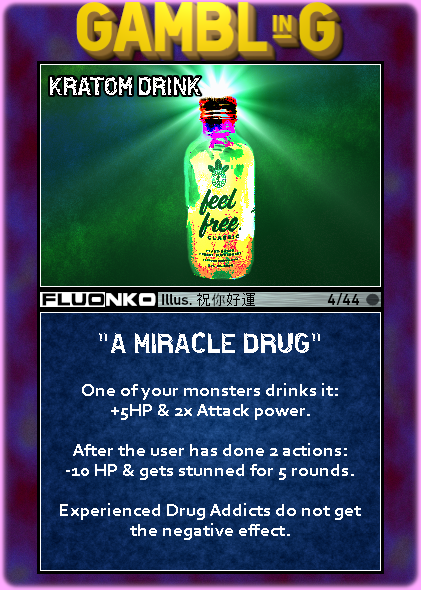 GAMBLING
KRATOM DRINK
feel
free.
CLASSIC
FLUONKO Illus. 祝你好運 4/44
"A MIRACLE DRUG"
One of your monsters drinks it:
+5HP & 2x Attack power.
After the user has done 2 actions:
-10 HP & gets stunned for 5 rounds.
Experienced Drug Addicts do not get
the negative effect.